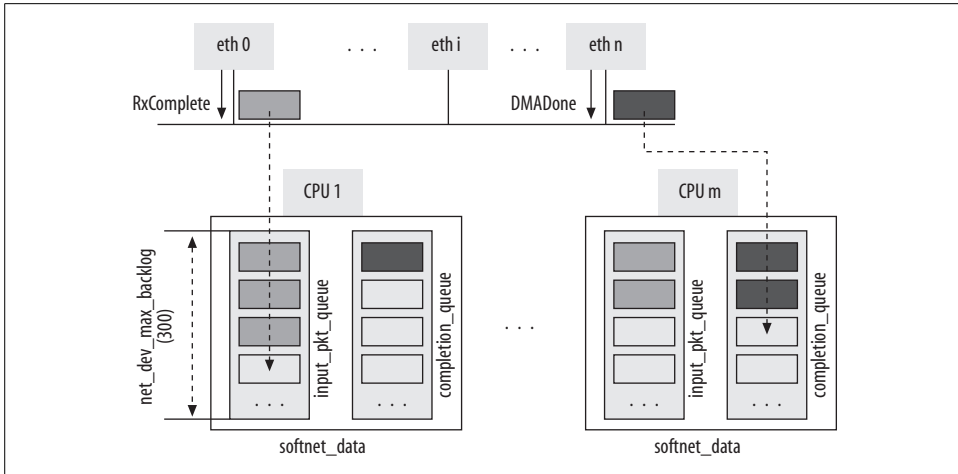 eth 0
. . .
eth i
. . .
eth n
RxComplete
DMADone
CPU 1
CPU m
net_dev_max_backlog
(300)
input_pkt_queue
completion_queue
. . .
. . .
. . .
input_pkt_queue
completion_queue
. . .
. . .
softnet_data
softnet_data